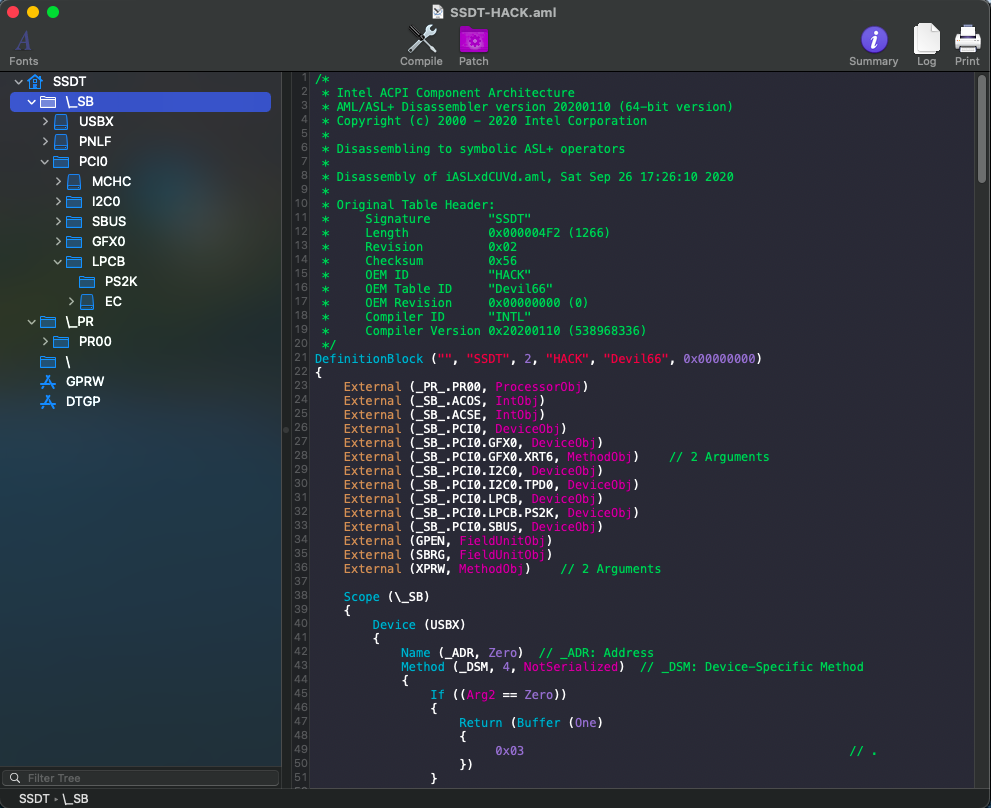 SSDT-HACK.aml
Fonts
Compile
Patch
Summary
Log
Print
SSDT
\_SB
USBX
PNLF
PCI0
MCHC
I2C0
SBUS
GFX0
LPCB
PS2K
EC
\_PR
PR00
\
GPRW
DTGP
Filter Tree
SSDT ▸ \_SB
1 /*
2  * Intel ACPI Component Architecture
3  * AML/ASL+ Disassembler version 20200110 (64-bit version)
4  * Copyright (c) 2000 - 2020 Intel Corporation
5  *
6  * Disassembling to symbolic ASL+ operators
7  *
8  * Disassembly of iASLxdCUVd.aml, Sat Sep 26 17:26:10 2020
9  *
10  * Original Table Header:
11  *     Signature        "SSDT"
12  *     Length           0x000004F2 (1266)
13  *     Revision         0x02
14  *     Checksum         0x56
15  *     OEM ID           "HACK"
16  *     OEM Table ID     "Devil66"
17  *     OEM Revision     0x00000000 (0)
18  *     Compiler ID      "INTL"
19  *     Compiler Version 0x20200110 (538968336)
20  */
21 DefinitionBlock ("", "SSDT", 2, "HACK", "Devil66", 0x00000000)
22 {
23     External (_PR_.PR00, ProcessorObj)
24     External (_SB_.ACOS, IntObj)
25     External (_SB_.ACSE, IntObj)
26     External (_SB_.PCI0, DeviceObj)
27     External (_SB_.PCI0.GFX0, DeviceObj)
28     External (_SB_.PCI0.GFX0.XRT6, MethodObj)    // 2 Arguments
29     External (_SB_.PCI0.I2C0, DeviceObj)
30     External (_SB_.PCI0.I2C0.TPD0, DeviceObj)
31     External (_SB_.PCI0.LPCB, DeviceObj)
32     External (_SB_.PCI0.LPCB.PS2K, DeviceObj)
33     External (_SB_.PCI0.SBUS, DeviceObj)
34     External (GPEN, FieldUnitObj)
35     External (SBRG, FieldUnitObj)
36     External (XPRW, MethodObj)    // 2 Arguments
37
38     Scope (\_SB)
39     {
40         Device (USBX)
41         {
42             Name (_ADR, Zero)  // _ADR: Address
43             Method (_DSM, 4, NotSerialized)  // _DSM: Device-Specific Method
44             {
45                 If ((Arg2 == Zero))
46                 {
47                     Return (Buffer (One)
48                     {
49                          0x03                                             // .
50                     })
51                 }